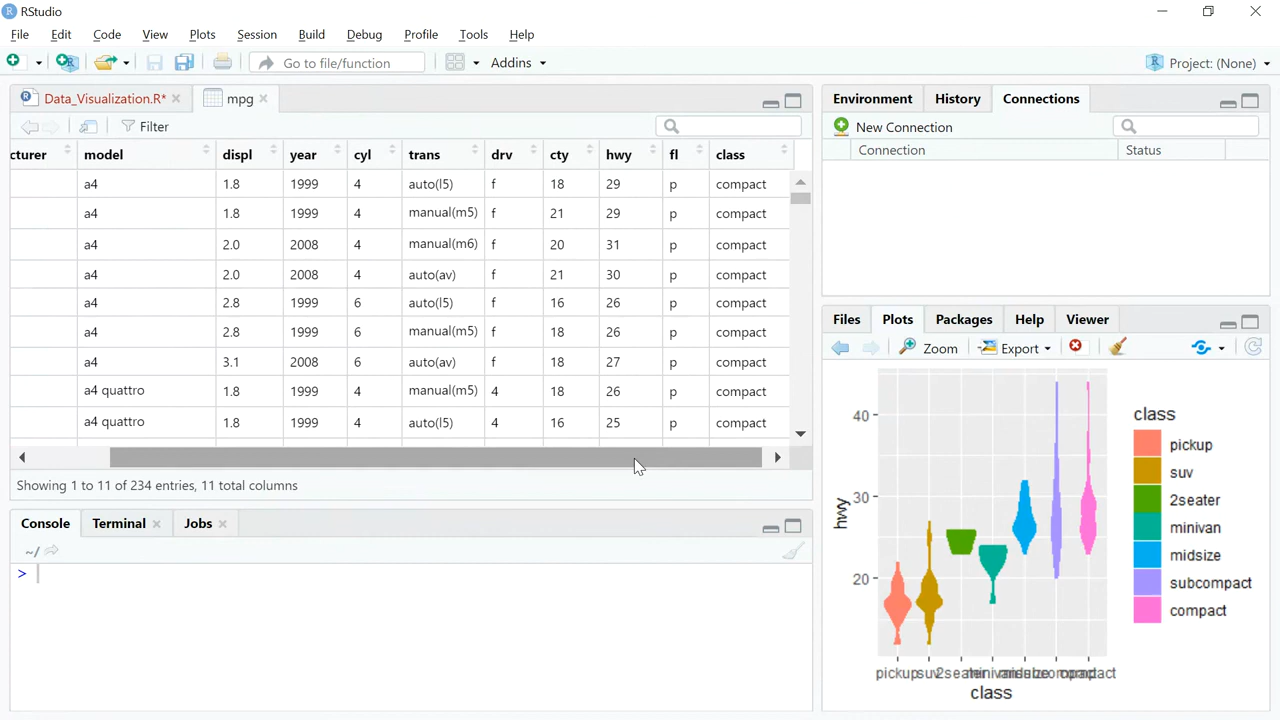 RStudio
File Edit Code View Plots Session Build Debug Profile Tools Help
Go to file/function Addins Project: (None)
Data_Visualization.R* mpg
Filter
cturer model displ year cyl trans drv cty hwy fl class
a4 1.8 1999 4 auto(l5) f 18 29 p compact
a4 1.8 1999 4 manual(m5) f 21 29 p compact
a4 2.0 2008 4 manual(m6) f 20 31 p compact
a4 2.0 2008 4 auto(av) f 21 30 p compact
a4 2.8 1999 6 auto(l5) f 16 26 p compact
a4 2.8 1999 6 manual(m5) f 18 26 p compact
a4 3.1 2008 6 auto(av) f 18 27 p compact
a4 quattro 1.8 1999 4 manual(m5) 4 18 26 p compact
a4 quattro 1.8 1999 4 auto(l5) 4 16 25 p compact
Showing 1 to 11 of 234 entries, 11 total columns
Console Terminal Jobs
~/
>
Environment History Connections
New Connection
Connection Status
Files Plots Packages Help Viewer
Zoom Export
40
30
20
hwy
pickup suv 2seater minivan midsize subcompact compact
class
class
pickup
suv
2seater
minivan
midsize
subcompact
compact